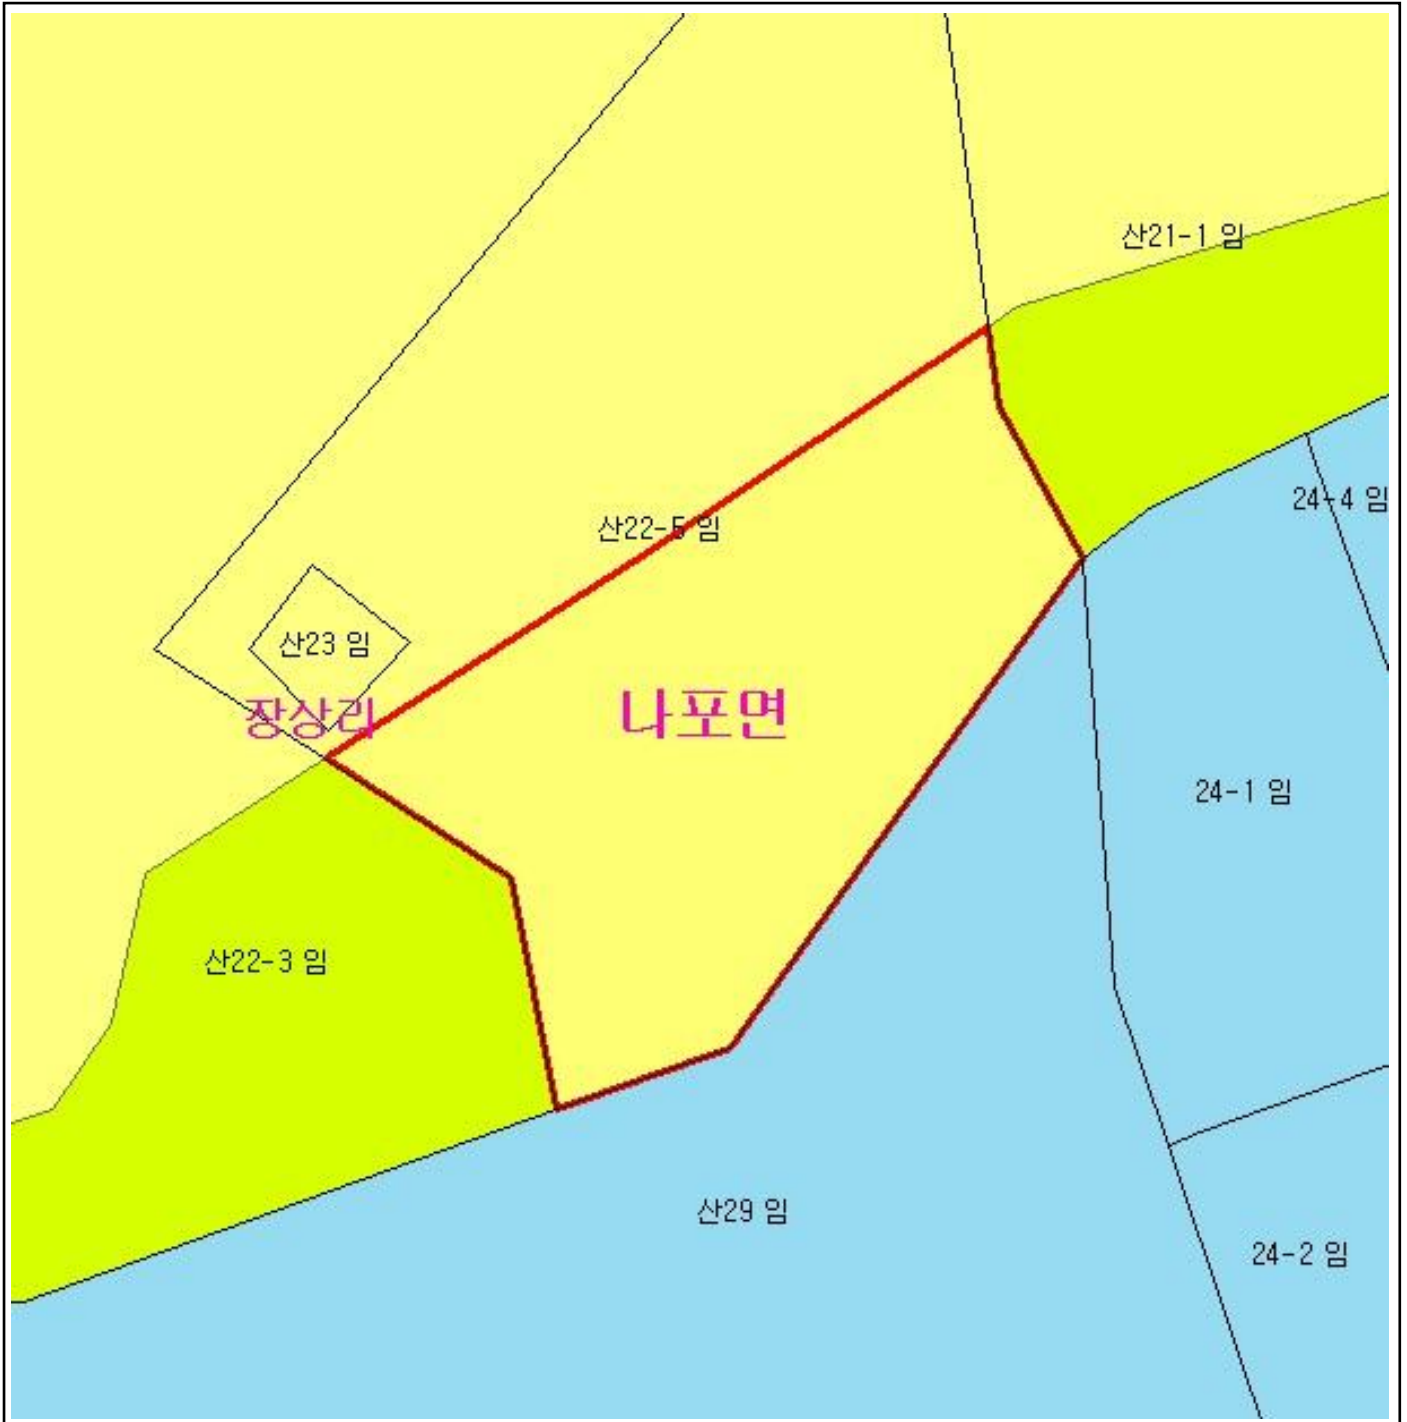 산21-1 임
24-4 임
산22-5 임
산23 임
장상리
나포면
24-1 임
산22-3 임
산29 임
24-2 임